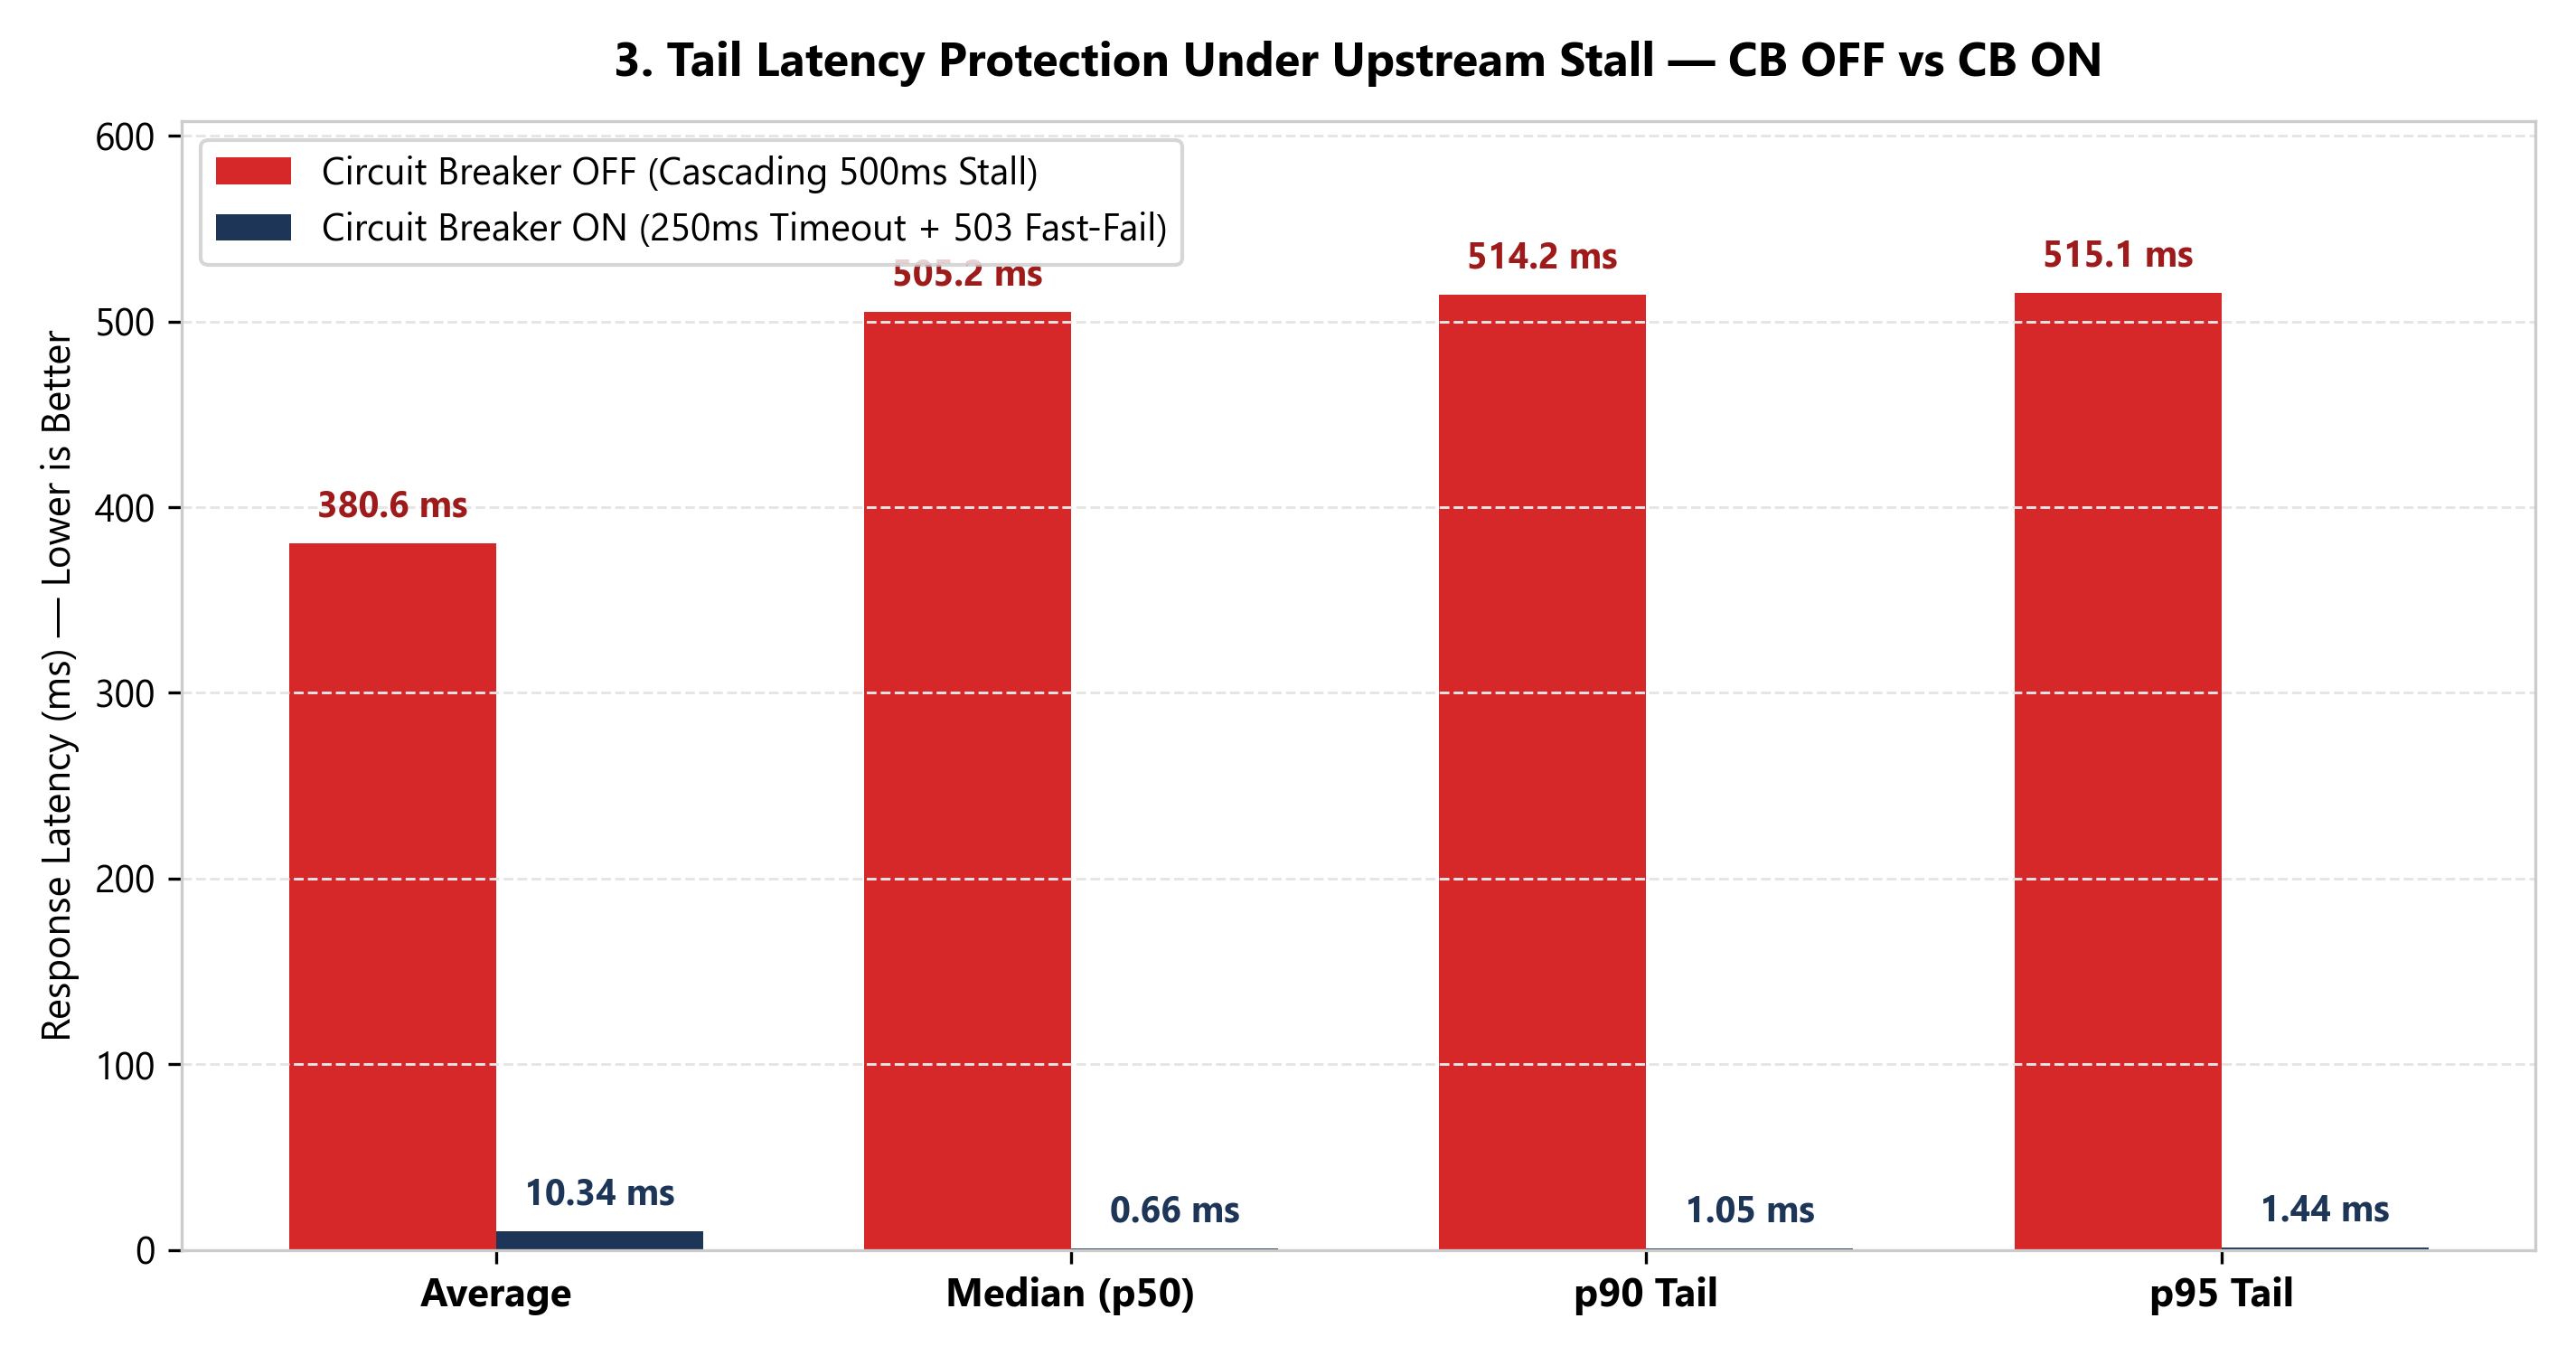 3. Tail Latency Protection Under Upstream Stall — CB OFF vs CB ON
Response Latency (ms) — Lower is Better
600
500
400
300
200
100
0
Circuit Breaker OFF (Cascading 500ms Stall)
Circuit Breaker ON (250ms Timeout + 503 Fast-Fail)
380.6 ms
10.34 ms
505.2 ms
0.66 ms
514.2 ms
1.05 ms
515.1 ms
1.44 ms
Average
Median (p50)
p90 Tail
p95 Tail